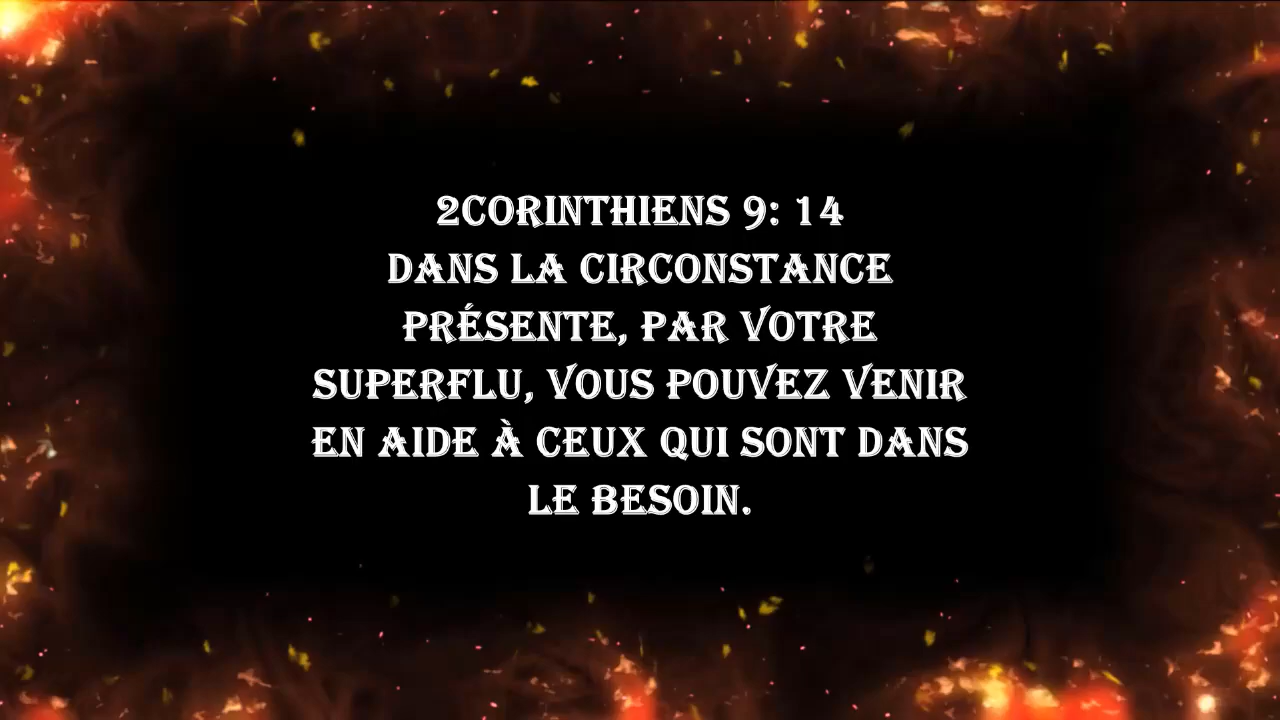 2CORINTHIENS 9: 14
DANS LA CIRCONSTANCE
PRÉSENTE, PAR VOTRE
SUPERFLU, VOUS POUVEZ VENIR
EN AIDE À CEUX QUI SONT DANS
LE BESOIN.